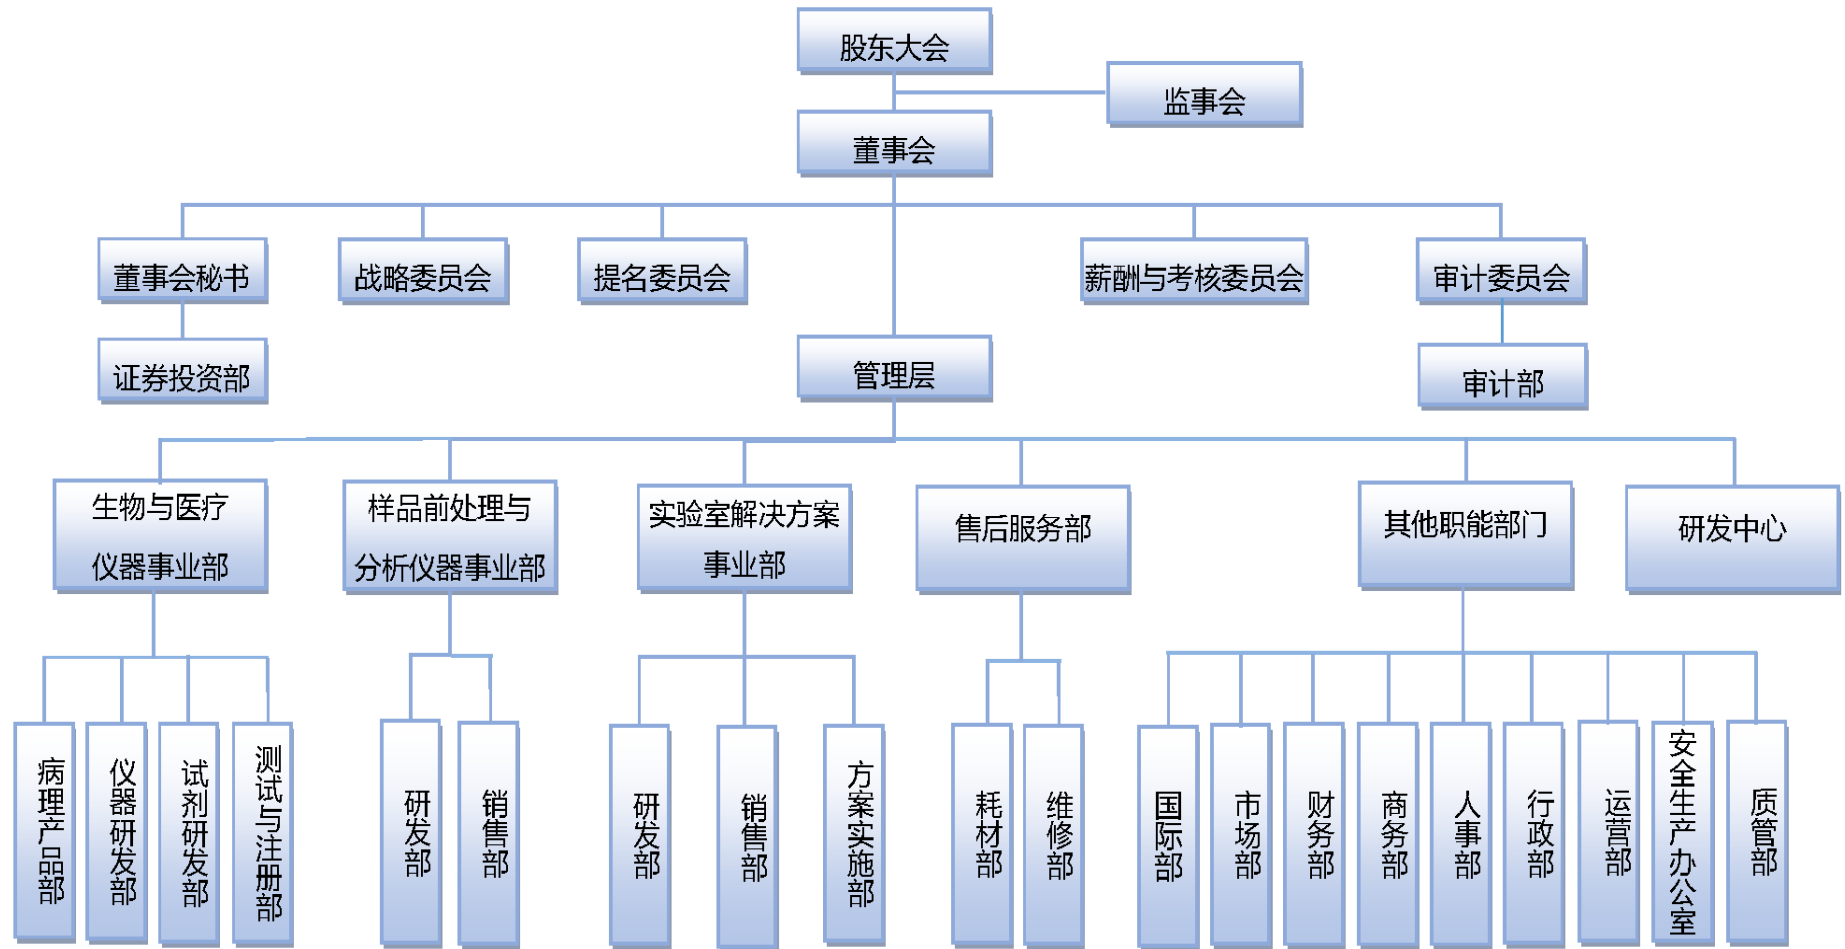 股东大会
监事会
董事会
董事会秘书
战略委员会
提名委员会
薪酬与考核委员会
审计委员会
证券投资部
管理层
审计部
生物与医疗
仪器事业部
样品前处理与
分析仪器事业部
实验室解决方案
事业部
售后服务部
其他职能部门
研发中心
病理产品部
仪器研发部
试剂研发部
测试与注册部
研发部
销售部
研发部
销售部
方案实施部
耗材部
维修部
国际部
市场部
财务部
商务部
人事部
行政部
运营部
安全生产办公室
质管部